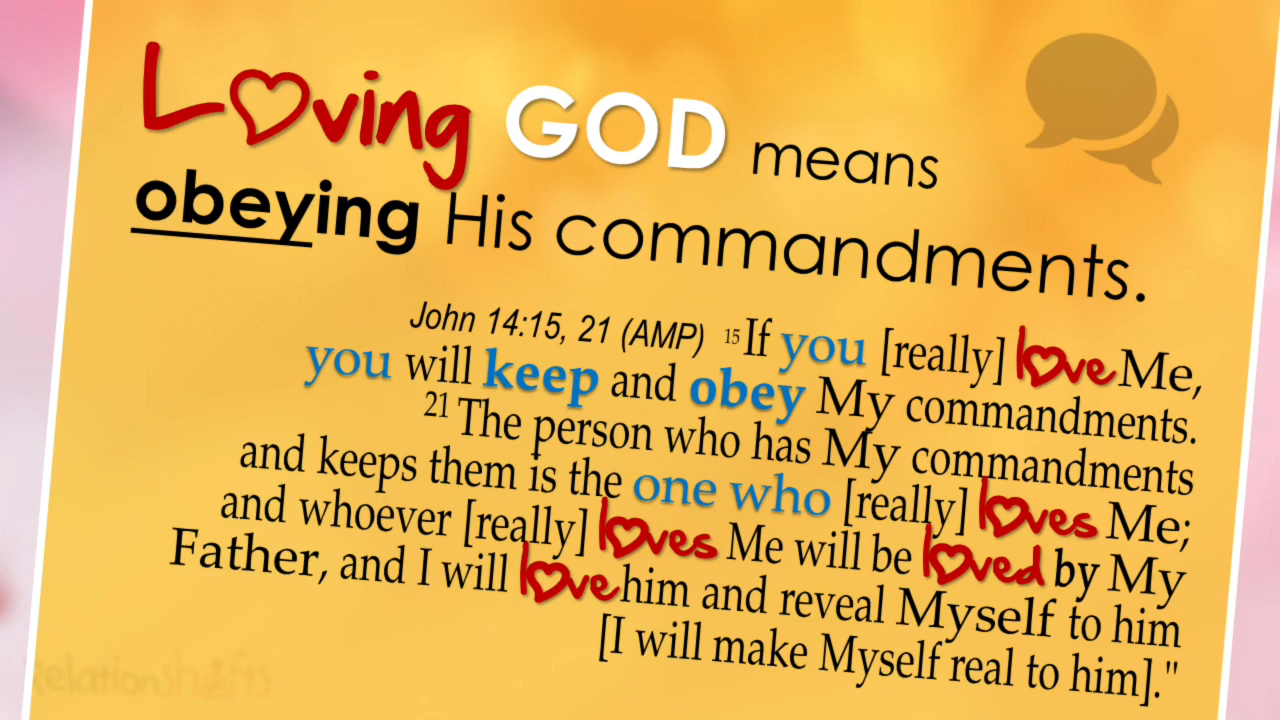 Loving GOD means
obeying His commandments.
John 14:15, 21 (AMP) 15 If you [really] love Me,
you will keep and obey My commandments.
21 The person who has My commandments
and keeps them is the one who [really] loves Me;
and whoever [really] loves Me will be loved by My
Father, and I will love him and reveal Myself to him
[I will make Myself real to him]."
relationshifts